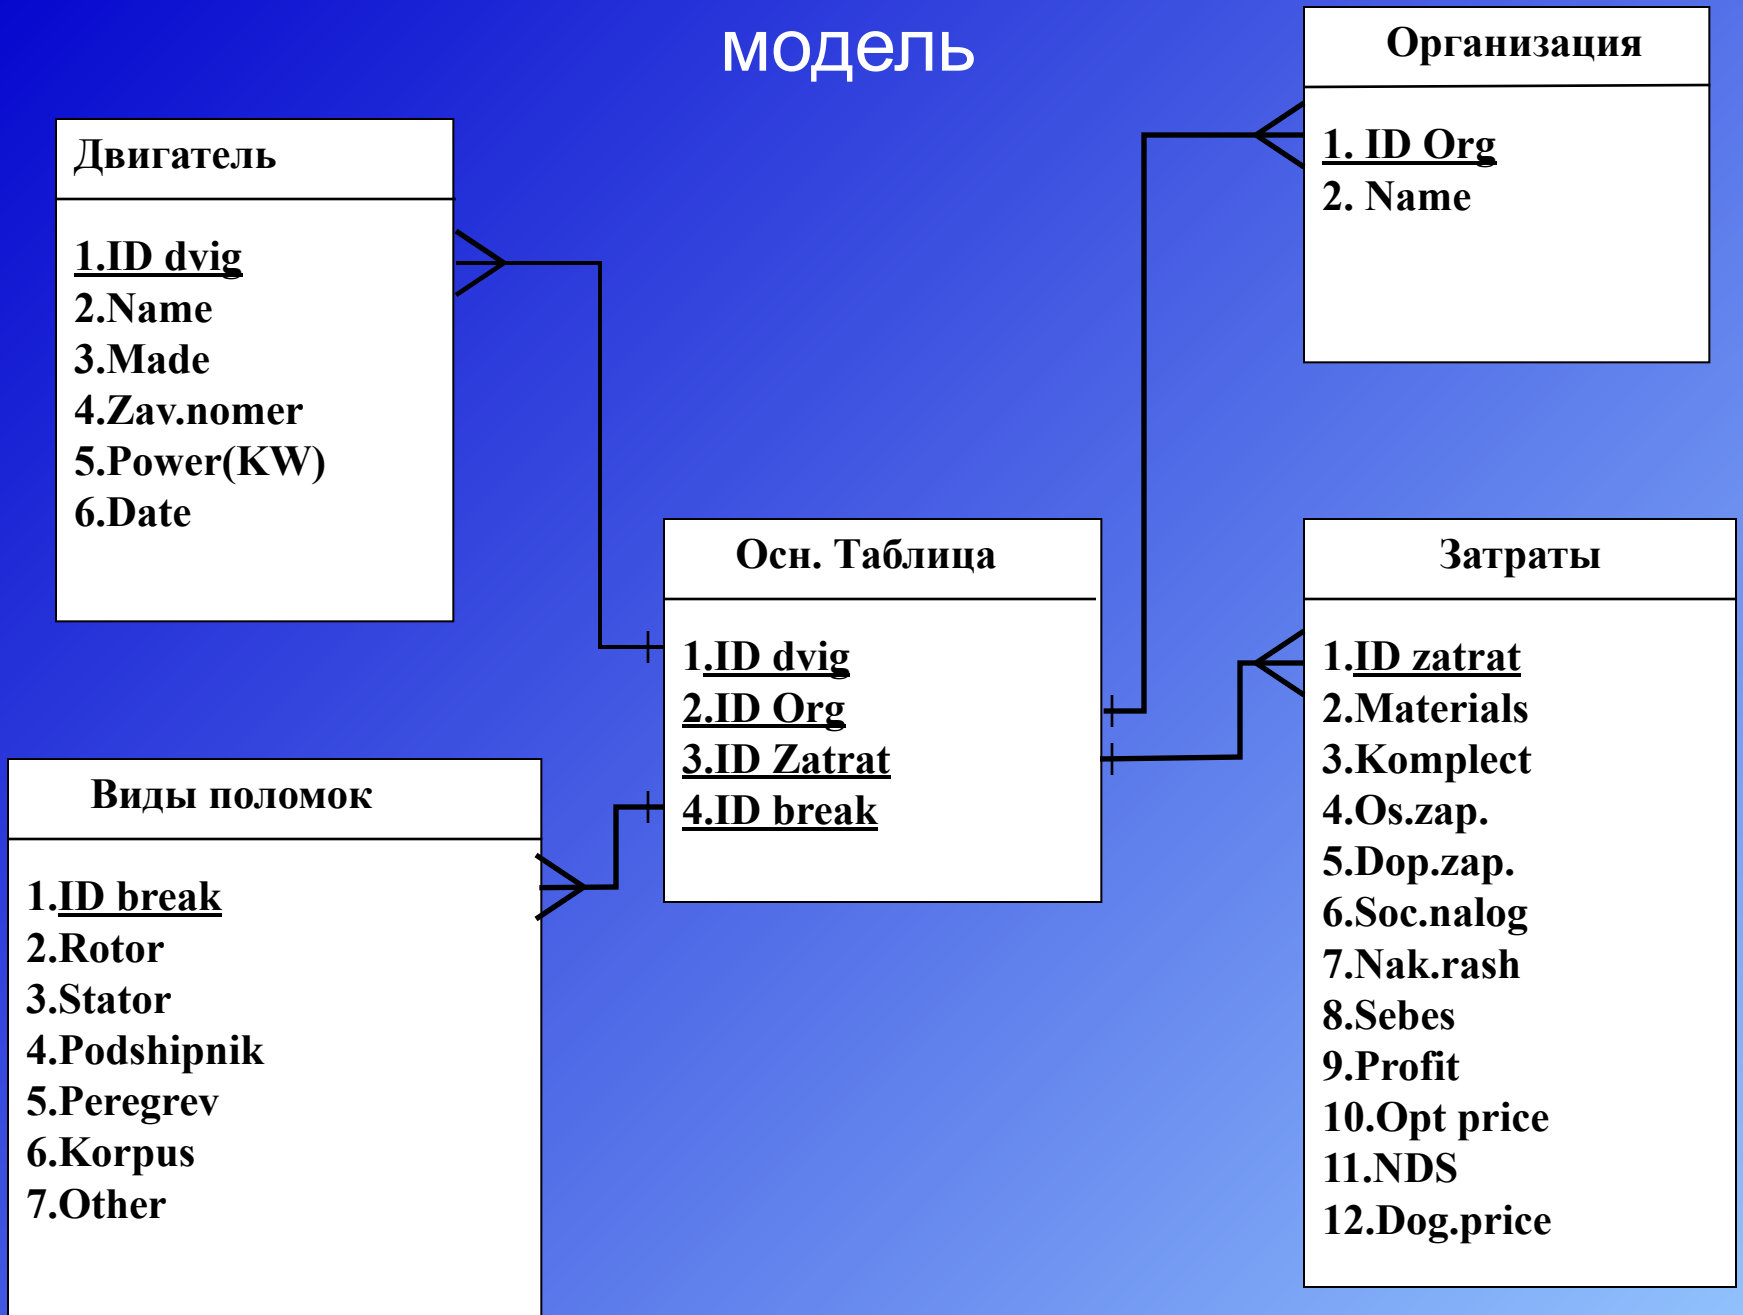 модель
Организация
1. ID Org
2. Name
Двигатель
1.ID dvig
2.Name
3.Made
4.Zav.nomer
5.Power(KW)
6.Date
Осн. Таблица
1.ID dvig
2.ID Org
3.ID Zatrat
4.ID break
Затраты
1.ID zatrat
2.Materials
3.Komplect
4.Os.zap.
5.Dop.zap.
6.Soc.nalog
7.Nak.rash
8.Sebes
9.Profit
10.Opt price
11.NDS
12.Dog.price
Виды поломок
1.ID break
2.Rotor
3.Stator
4.Podshipnik
5.Peregrev
6.Korpus
7.Other